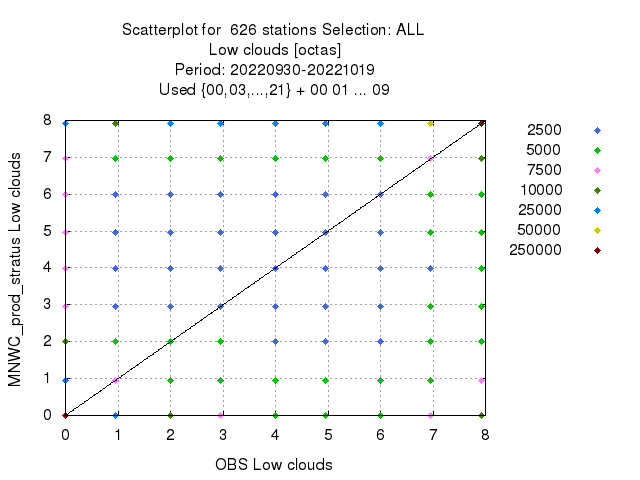 Scatterplot for 626 stations Selection: ALL
Low clouds [octas]
Period: 20220930-20221019
Used {00,03,...,21} + 00 01 ... 09
8
7
6
5
4
3
2
1
0
MNWC_prod_stratus Low clouds
0 1 2 3 4 5 6 7 8
OBS Low clouds
2500
5000
7500
10000
25000
50000
250000